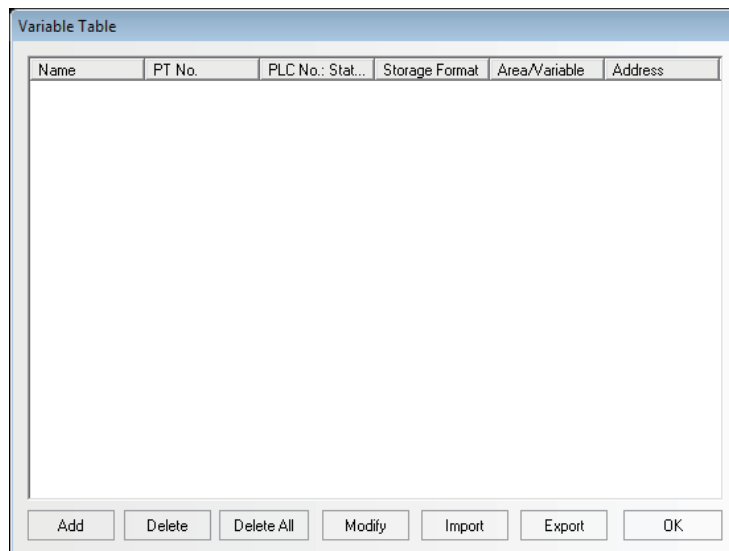 Variable Table
Name PT No. PLC No.: Stat... Storage Format Area/Variable Address
Add Delete Delete All Modify Import Export OK